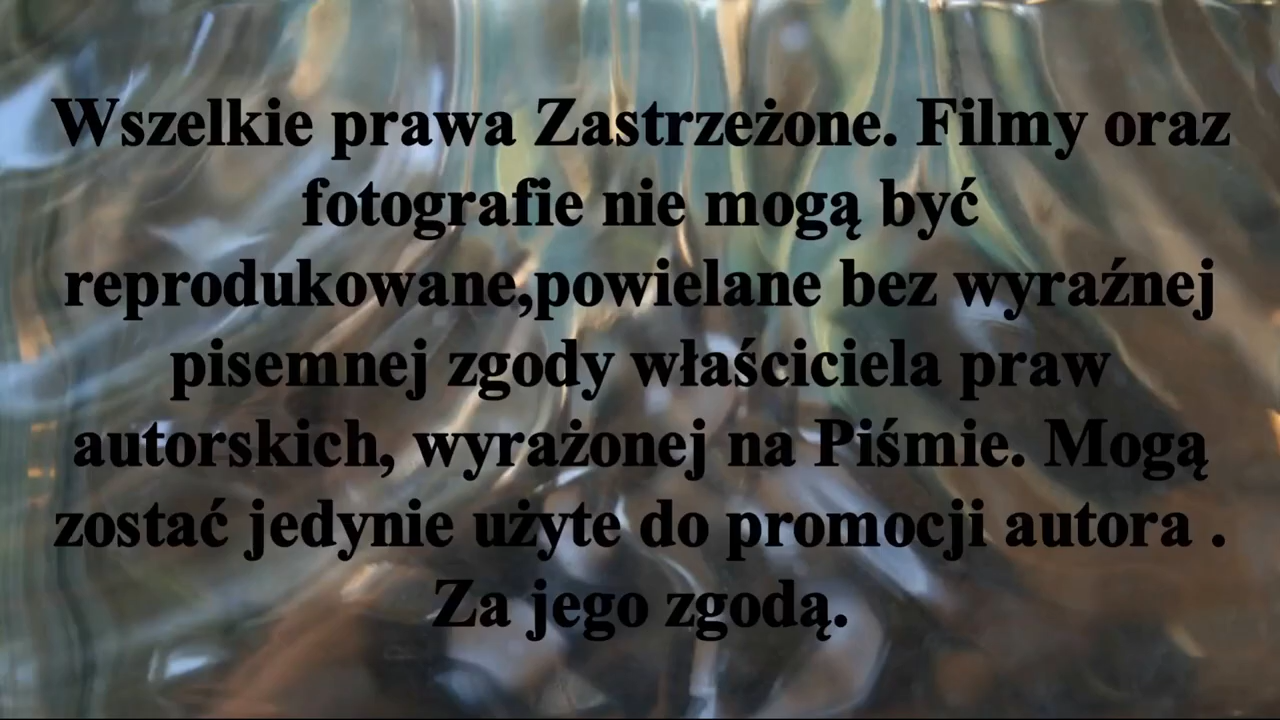 Wszelkie prawa Zastrzeżone. Filmy oraz
fotografie nie mogą być
reprodukowane,powielane bez wyraźnej
pisemnej zgody właściciela praw
autorskich, wyrażonej na Piśmie. Mogą
zostać jedynie użyte do promocji autora .
Za jego zgodą.